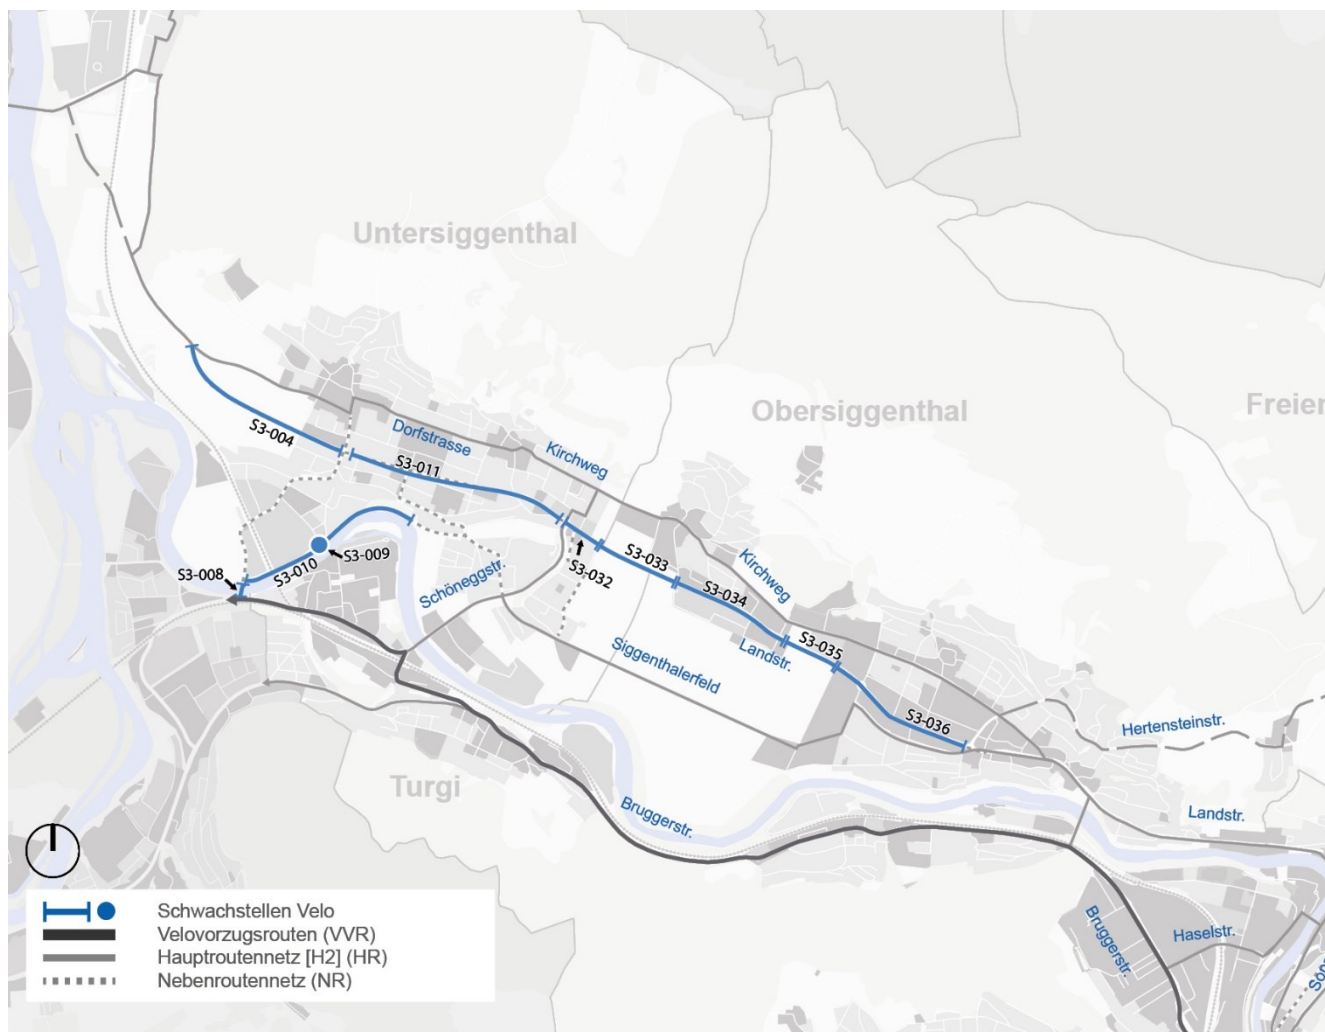 Untersiggenthal
Obersiggenthal
Freier
Dorfstrasse
S3-004
S3-011
Kirchweg
S3-009
S3-008
S3-010
S3-033
S3-032
Kirchweg
Schöneggstr.
S3-034
S3-035
Landstr.
Siggenthalerfeld
S3-036
Hertensteinstr.
Turgi
Bruggerstr.
Landstr.
Schwachstellen Velo
Velovorzugsrouten (VVR)
Hauptroutennetz [H2] (HR)
Nebenroutennetz (NR)
Bruggerstr.
Haselstr.